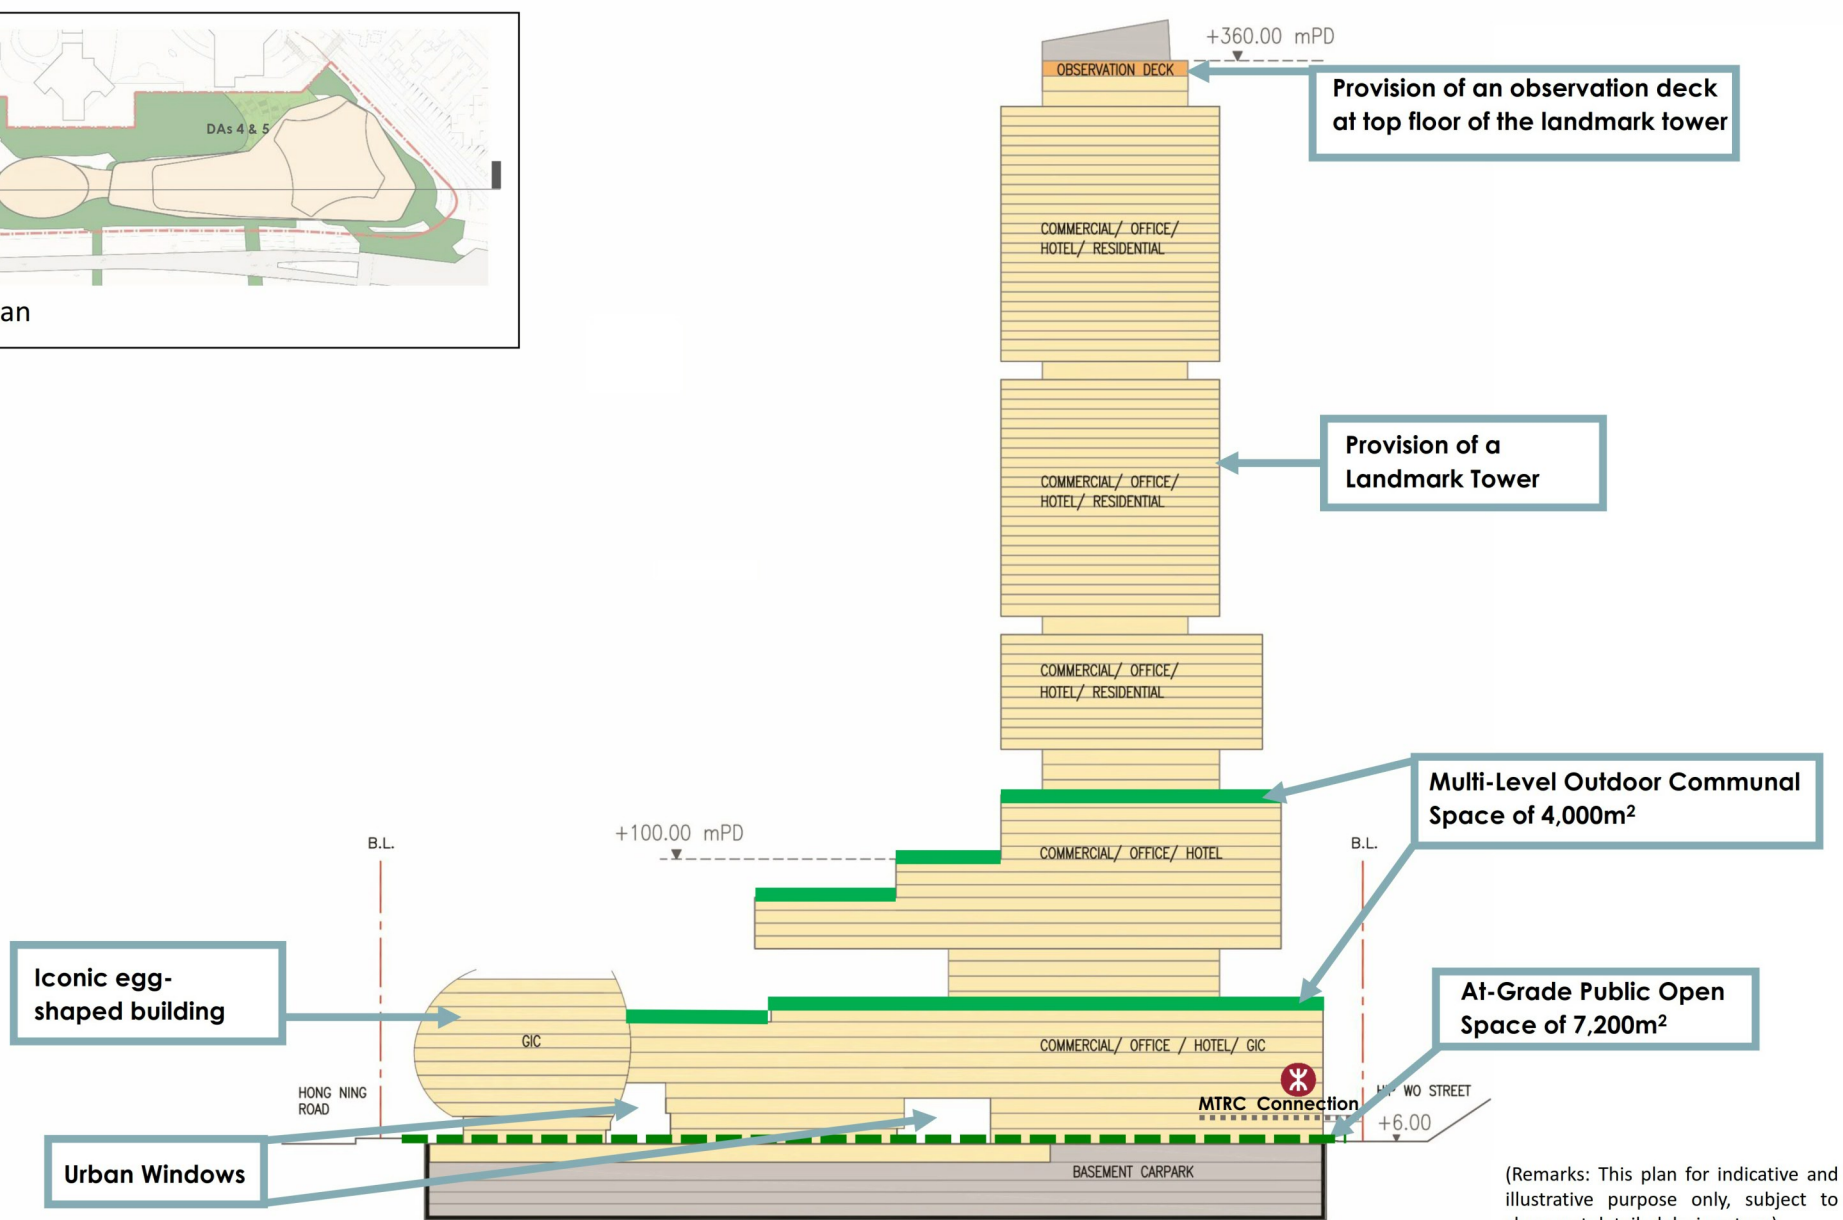 DAs 4 & 5
an
+360.00 mPD
OBSERVATION DECK
Provision of an observation deck
at top floor of the landmark tower
COMMERCIAL/ OFFICE/
HOTEL/ RESIDENTIAL
Provision of a
Landmark Tower
COMMERCIAL/ OFFICE/
HOTEL/ RESIDENTIAL
COMMERCIAL/ OFFICE/
HOTEL/ RESIDENTIAL
Multi-Level Outdoor Communal
Space of 4,000m²
+100.00 mPD
B.L.
B.L.
COMMERCIAL/ OFFICE/ HOTEL
Iconic egg-
shaped building
At-Grade Public Open
Space of 7,200m²
GIC
COMMERCIAL/ OFFICE / HOTEL/ GIC
HONG NING
ROAD
WO STREET
MTRC Connection
+6.00
Urban Windows
BASEMENT CARPARK
(Remarks: This plan for indicative and
illustrative purpose only, subject to